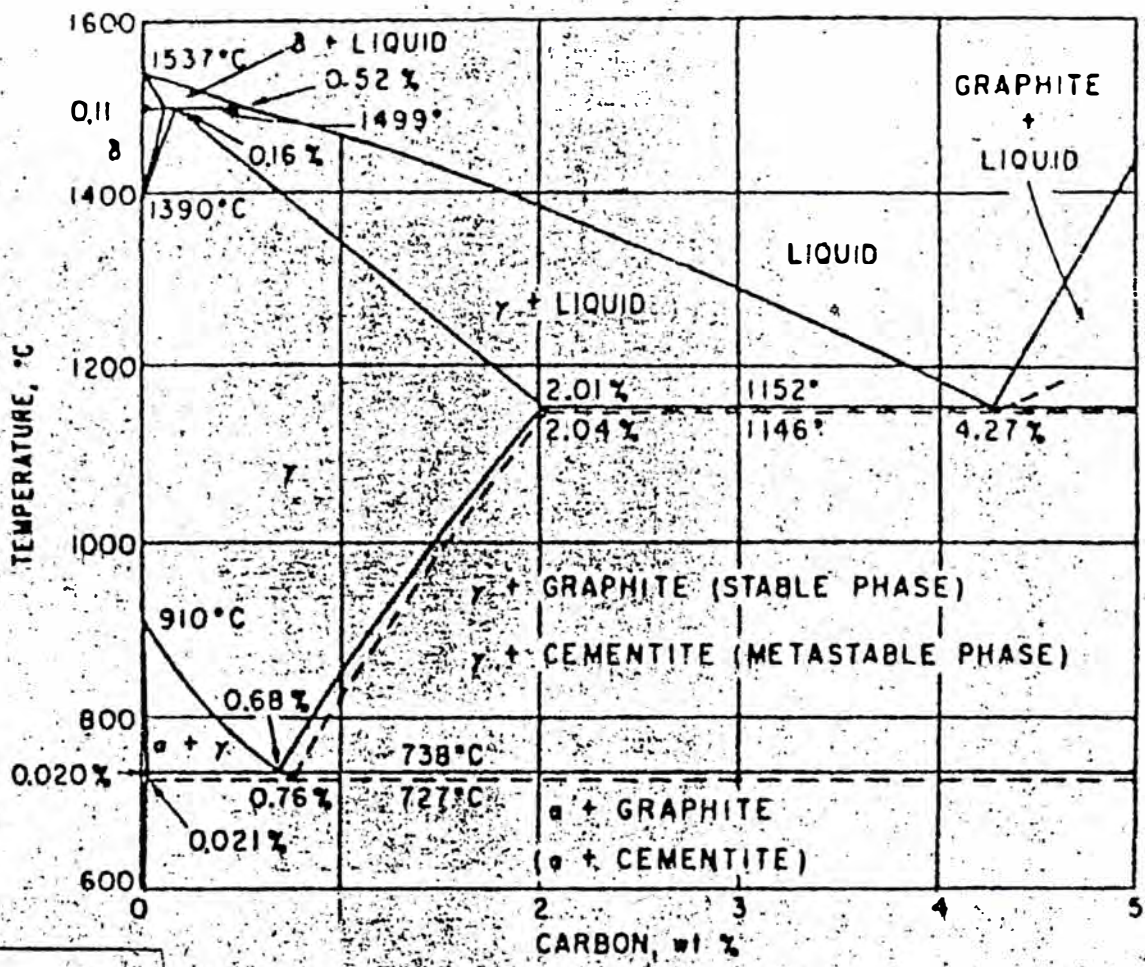 1600
1537°C
δ + LIQUID
0.52 %
GRAPHITE
+
LIQUID
0,11
1499°
δ
0.16 %
1400
1390°C
LIQUID
γ + LIQUID
1200
2.01 %
1152°
2.04 %
1146°
4.27 %
γ
TEMPERATURE, °C
1000
γ + GRAPHITE (STABLE PHASE)
910°C
γ + CEMENTITE (METASTABLE PHASE)
0.68 %
800
α + γ
738°C
0.020 %
0.76 %
727°C
α + GRAPHITE
0.021 %
(α + CEMENTITE)
600
0 2 3 4 5
CARBON, wt %